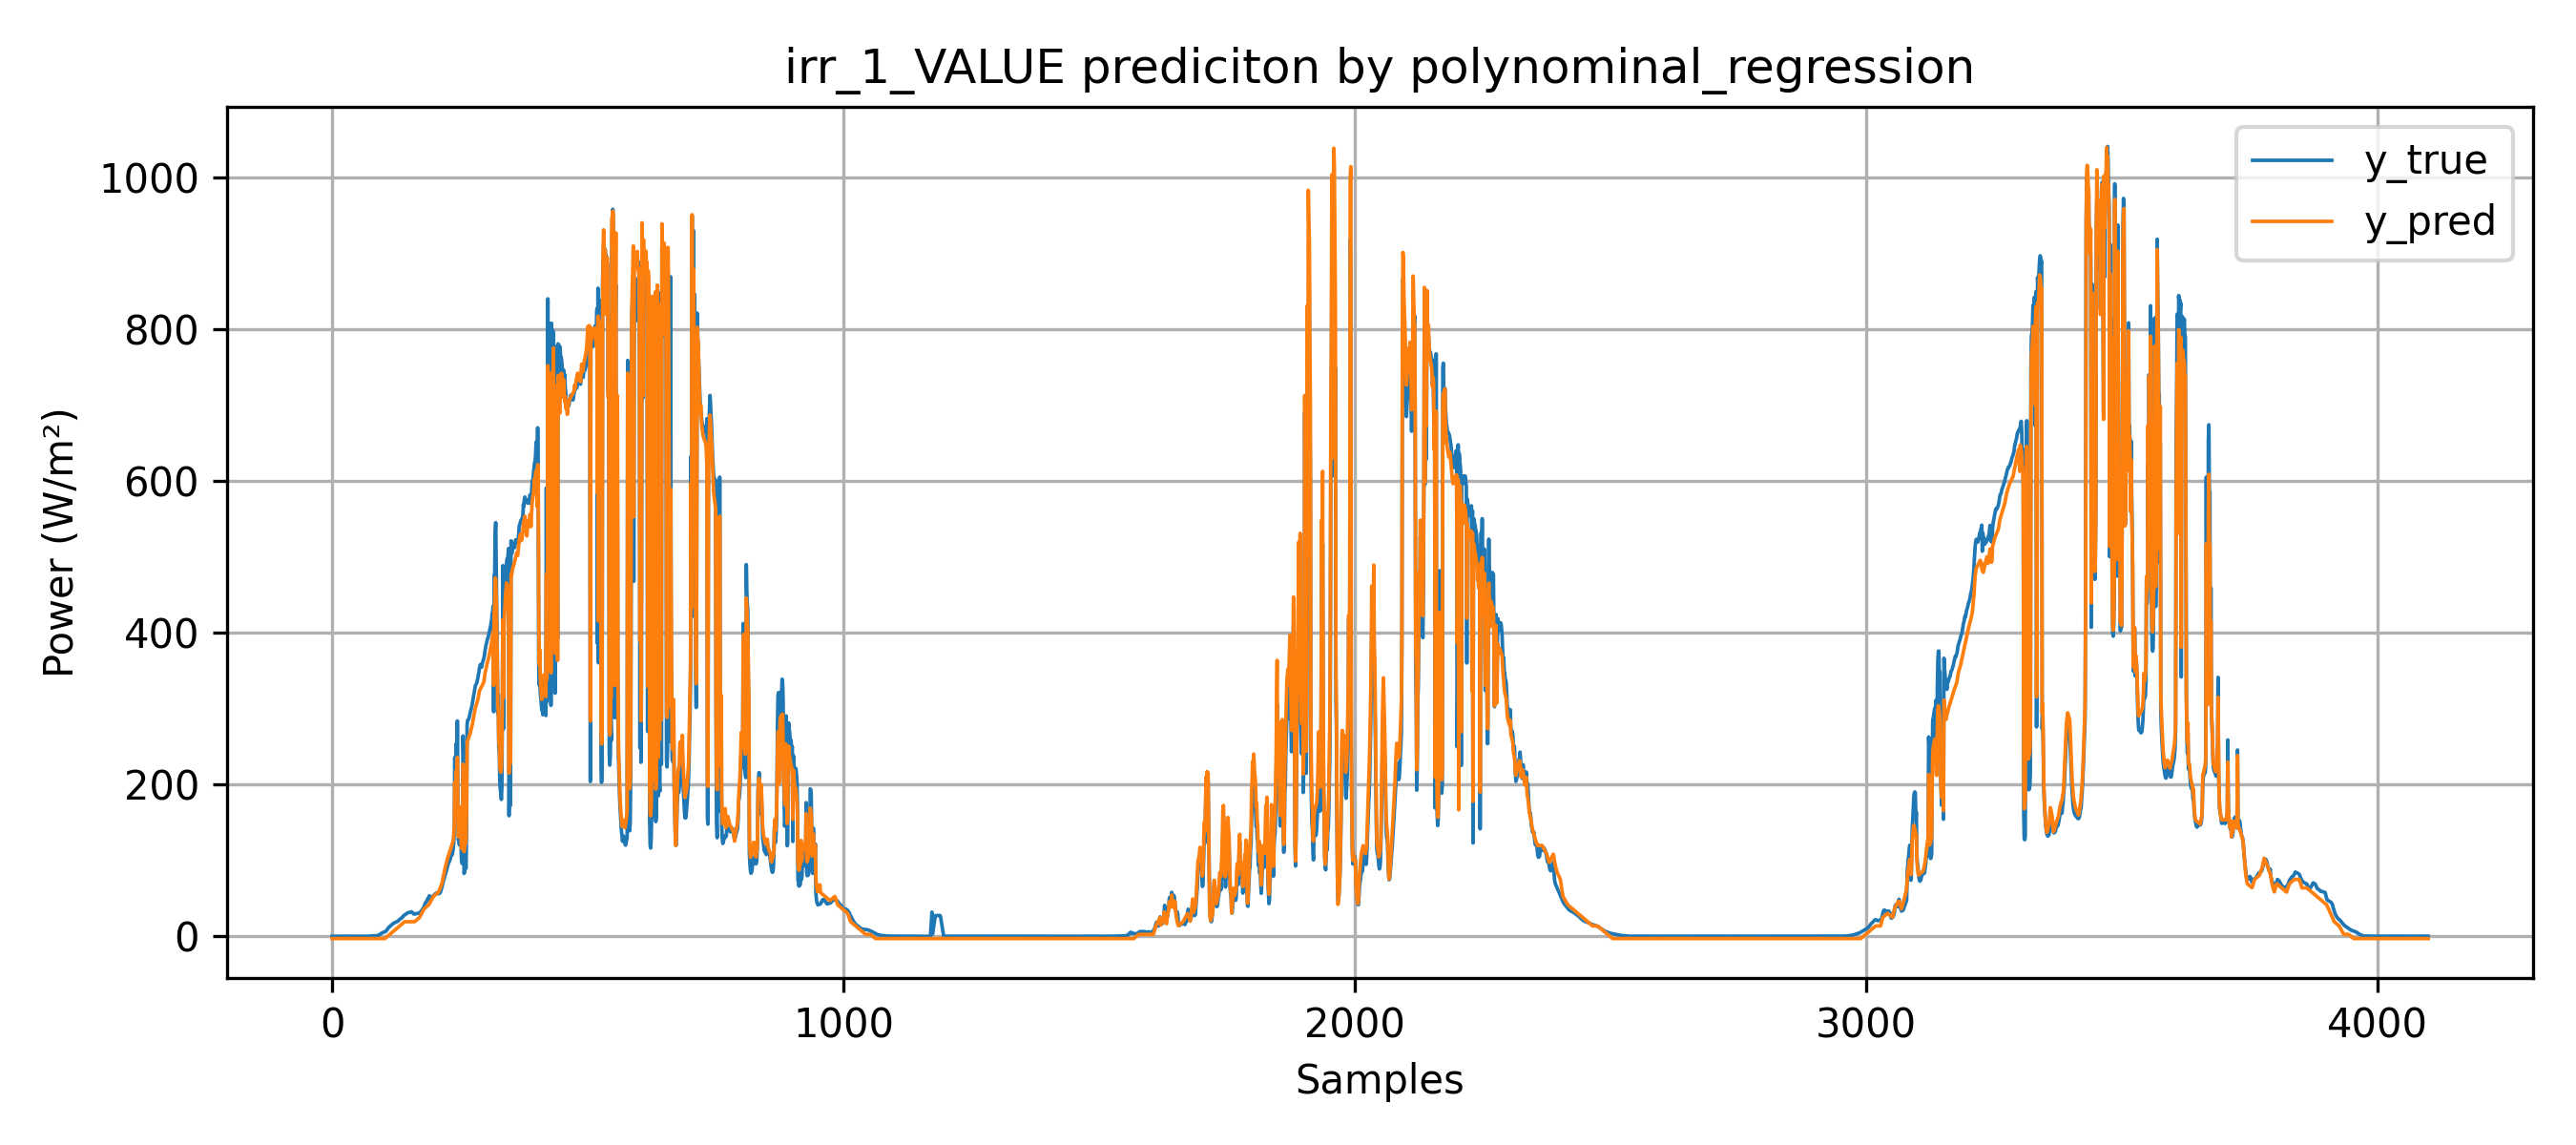 irr_1_VALUE prediciton by polynominal_regression
y_true
y_pred
Power (W/m²)
1000
800
600
400
200
0
0 1000 2000 3000 4000
Samples